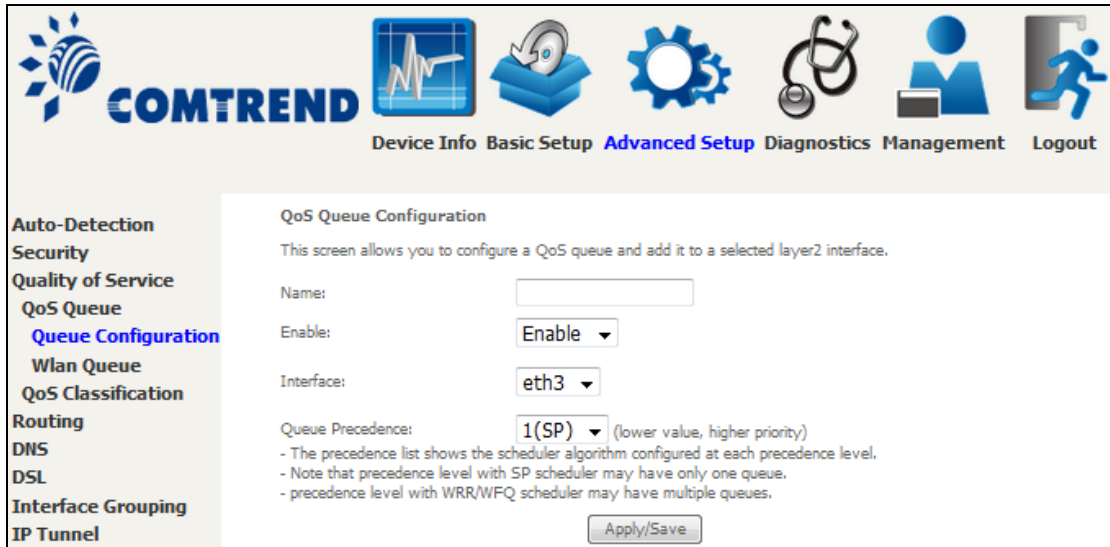 COMTREND
Device Info Basic Setup Advanced Setup Diagnostics Management Logout
Auto-Detection
Security
Quality of Service
QoS Queue
Queue Configuration
Wlan Queue
QoS Classification
Routing
DNS
DSL
Interface Grouping
IP Tunnel
QoS Queue Configuration
This screen allows you to configure a QoS queue and add it to a selected layer2 interface.
Name:
Enable: Enable
Interface: eth3
Queue Precedence: 1(SP) (lower value, higher priority)
- The precedence list shows the scheduler algorithm configured at each precedence level.
- Note that precedence level with SP scheduler may have only one queue.
- precedence level with WRR/WFQ scheduler may have multiple queues.
Apply/Save